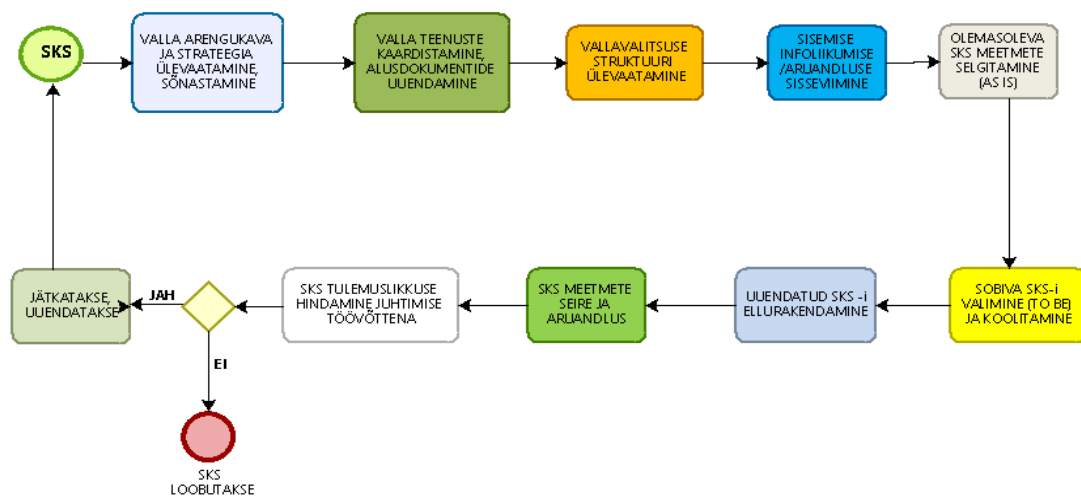 SKS
VALLA ARENGUKAVA
JA STRATEEGIA
ÜLEVAATAMINE,
SÕNASTAMINE
VALLA TEENUSTE
KAARDISTAMINE,
ALUSDOKUMENTIDE
UUENDAMINE
VALLAVALITSUSE
STRUKTUURI
ÜLEVAATAMINE
SISEMISE
INFOLIIKUMISE
/ARUANDLUSE
SISSEVIIMINE
OLEMASOLEVA
SKS MEETMETE
SELGITAMINE
(AS IS)
SOBIVA SKS-i
VALIMINE (TO BE)
JA KOOLITAMINE
UUENDATUD SKS -i
ELLURAKENDAMINE
SKS MEETMETE
SEIRE JA
ARUANDLUS
SKS TULEMUSLIKKUSE
HINDAMINE JUHTIMISE
TÖÖVÕTTENA
JAH
JÄTKATAKSE,
UUENDATAKSE
EI
SKS
LOOBUTAKSE